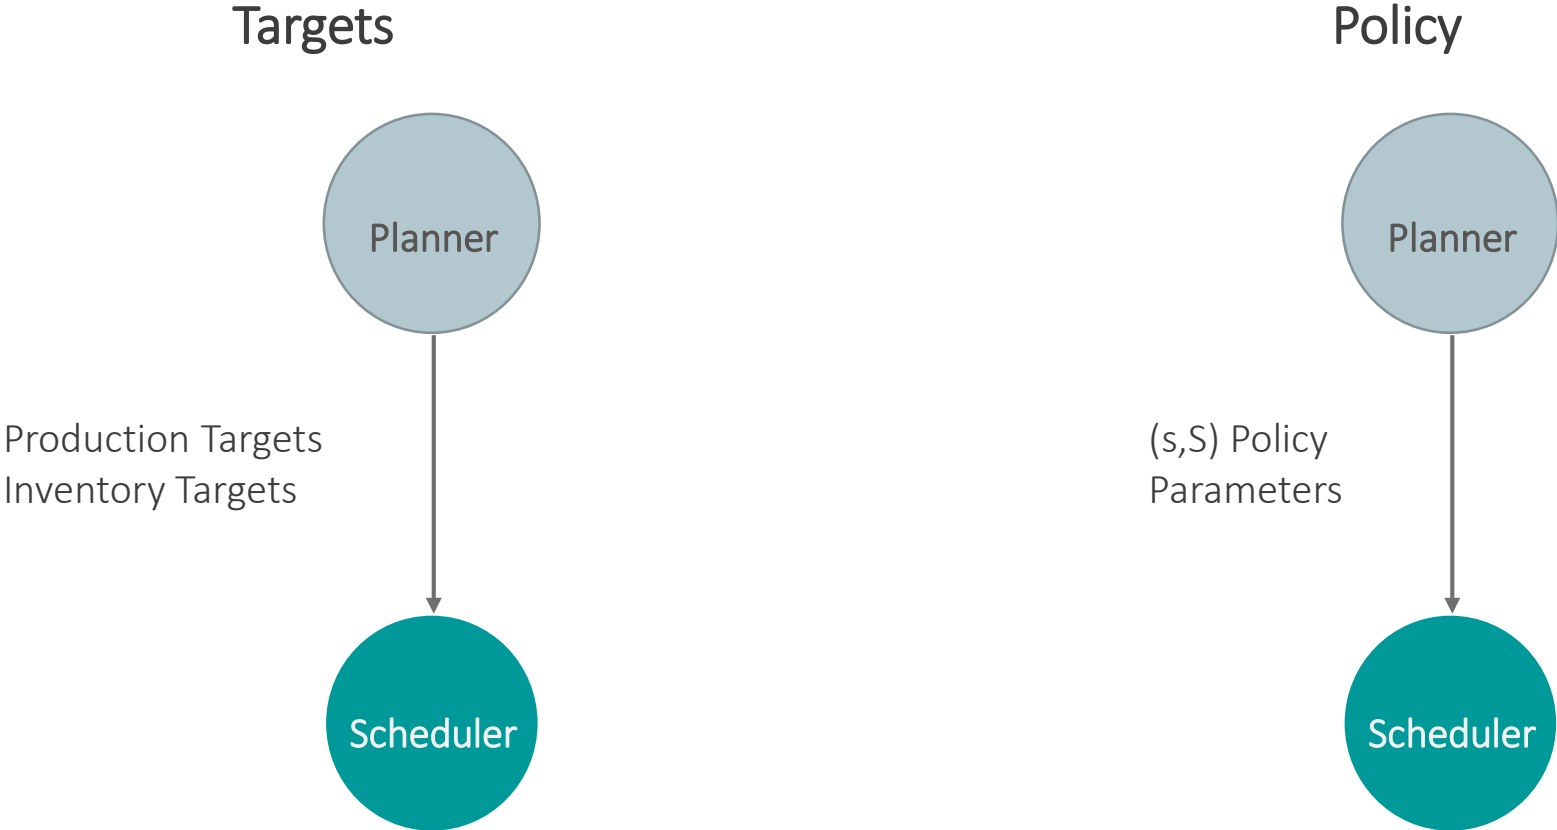 Targets
Planner
Production Targets
Inventory Targets
Scheduler
Policy
Planner
(s,S) Policy
Parameters
Scheduler